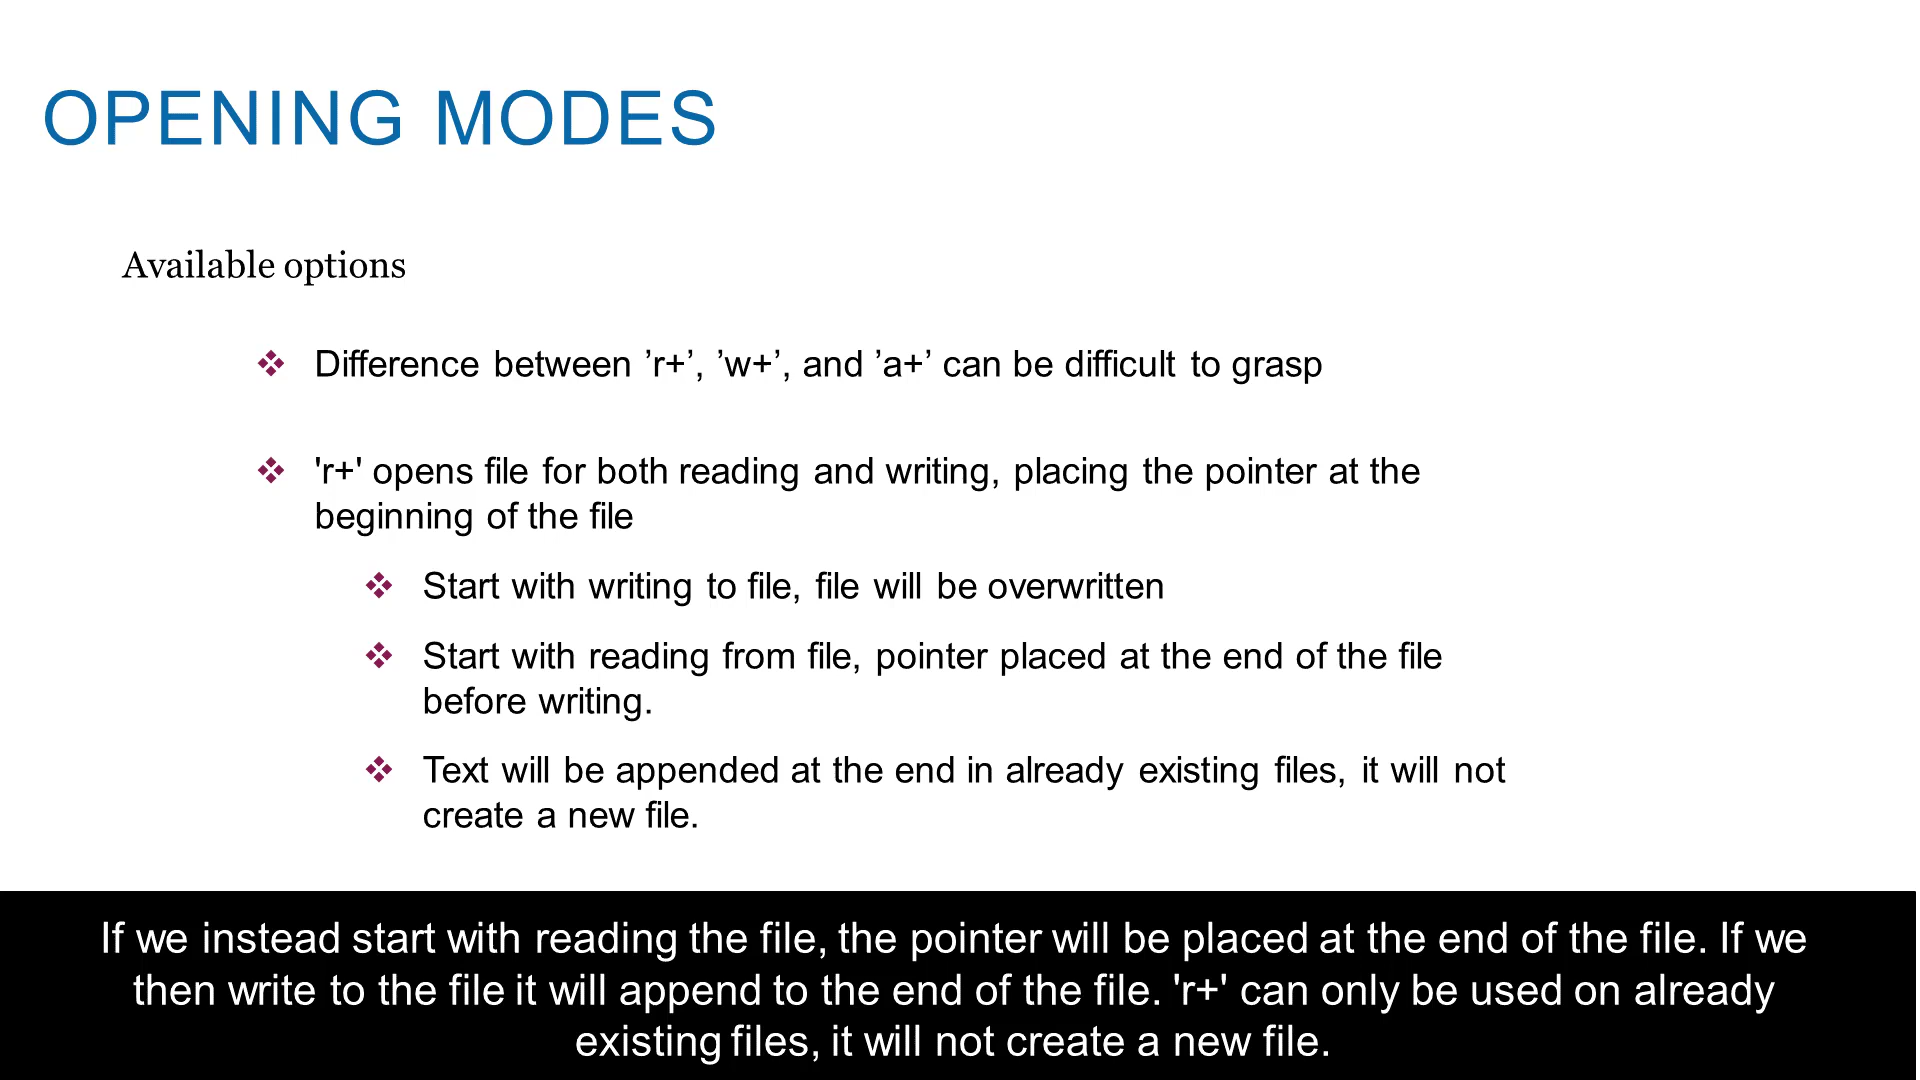 OPENING MODES
Available options
❖ Difference between ’r+’, ’w+’, and ’a+’ can be difficult to grasp
❖ 'r+' opens file for both reading and writing, placing the pointer at the
beginning of the file
❖ Start with writing to file, file will be overwritten
❖ Start with reading from file, pointer placed at the end of the file
before writing.
❖ Text will be appended at the end in already existing files, it will not
create a new file.
If we instead start with reading the file, the pointer will be placed at the end of the file. If we
then write to the file it will append to the end of the file. 'r+' can only be used on already
existing files, it will not create a new file.